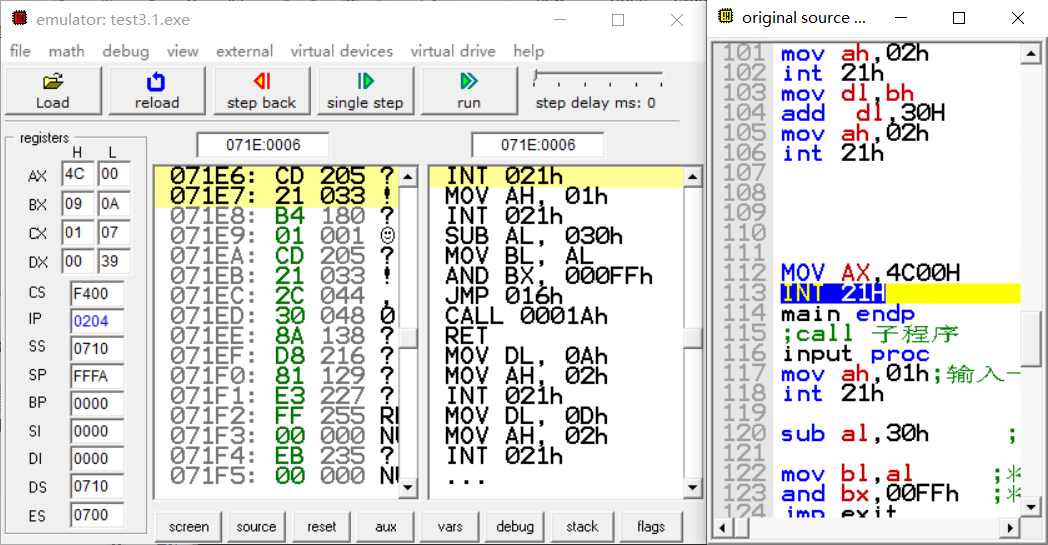 emulator: test3.1.exe
file math debug view external virtual devices virtual drive help
Load reload step back single step run step delay ms: 0
registers
H L
AX 4C 00
BX 09 0A
CX 01 07
DX 00 39
CS F400
IP 0204
SS 0710
SP FFFA
BP 0000
SI 0000
DI 0000
DS 0710
ES 0700
071E:0006
071E6: CD 205 ?
071E7: 21 033 !
071E8: B4 180 ?
071E9: 01 001 ☺
071EA: CD 205 ?
071EB: 21 033 !
071EC: 2C 044 ,
071ED: 30 048 0
071EE: 8A 138 ?
071EF: D8 216 ?
071F0: 81 129 ?
071F1: E3 227 ?
071F2: FF 255
071F3: 00 000
071F4: EB 235 ?
071F5: 00 000
071E:0006
INT 021h
MOV AH, 01h
INT 021h
SUB AL, 030h
MOV BL, AL
AND BX, 000FFh
JMP 016h
CALL 0001Ah
RET
MOV DL, 0Ah
MOV AH, 02h
INT 021h
MOV DL, 0Dh
MOV AH, 02h
INT 021h
...
screen source reset aux vars debug stack flags
original source ...
101 mov ah,02h
102 int 21h
103 mov dl,bh
104 add dl,30H
105 mov ah,02h
106 int 21h
107
108
109
110
111
112 MOV AX,4C00H
113 INT 21H
114 main endp
115 ;call 子程序
116 input proc
117 mov ah,01h;输入
118 int 21h
119
120 sub al,30h ;
121
122 mov bl,al ;
123 and bx,00FFh ;
124 jmp exit